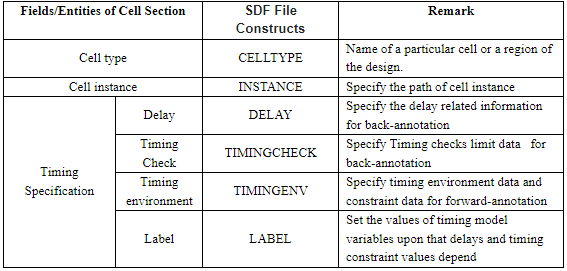 Fields/Entities of Cell Section
SDF File
Constructs
Remark
Cell type
CELLTYPE
Name of a particular cell or a region of
the design.
Cell instance
INSTANCE
Specify the path of cell instance
Timing
Specification
Delay
DELAY
Specify the delay related information
for back-annotation
Timing
Check
TIMINGCHECK
Specify Timing checks limit data for
back-annotation
Timing
environment
TIMINGENV
Specify timing environment data and
constraint data for forward-annotation
Label
LABEL
Set the values of timing model
variables upon that delays and timing
constraint values depend